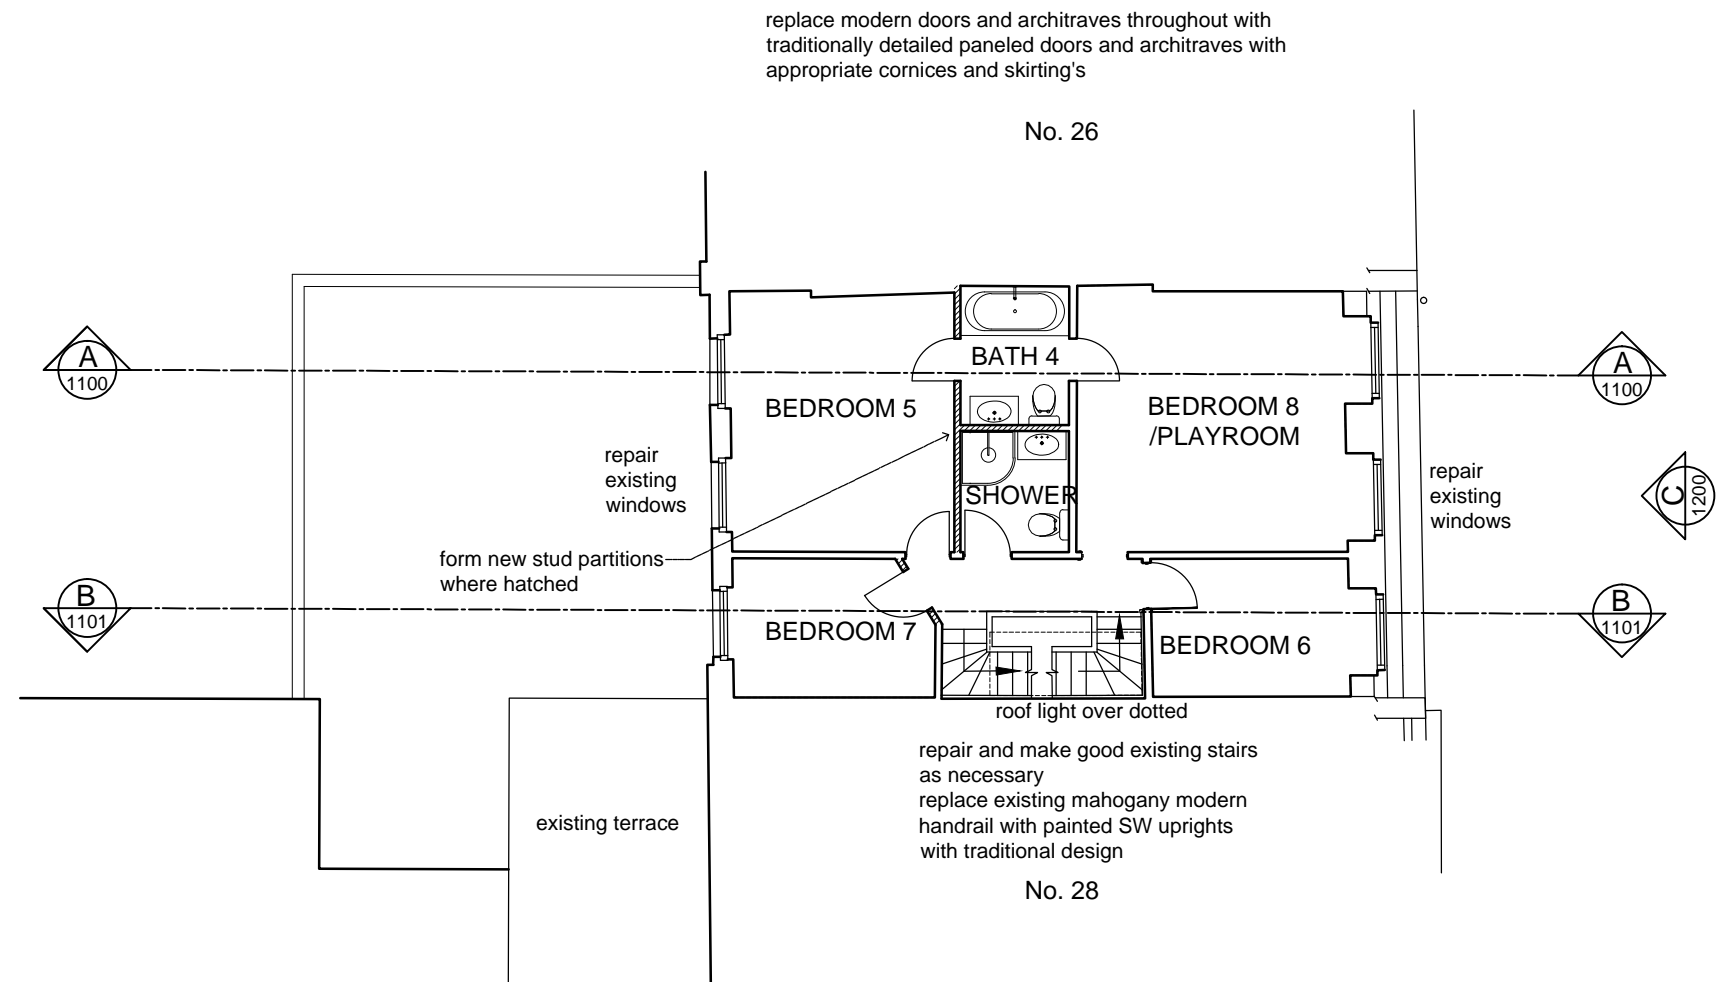 replace modern doors and architraves throughout with
traditionally detailed paneled doors and architraves with
appropriate cornices and skirting's
No. 26
A
1100
BATH 4
A
1100
BEDROOM 5
BEDROOM 8
/PLAYROOM
repair
existing
windows
SHOWER
repair
existing
windows
C
1200
form new stud partitions
where hatched
B
1101
BEDROOM 7
BEDROOM 6
B
1101
roof light over dotted
repair and make good existing stairs
as necessary
replace existing mahogany modern
handrail with painted SW uprights
with traditional design
existing terrace
No. 28